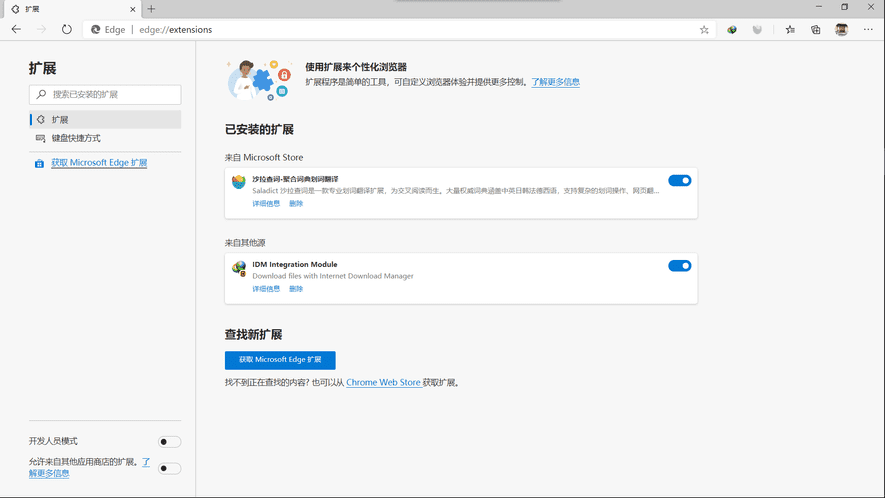 扩展
Edge | edge://extensions
扩展
搜索已安装的扩展
扩展
键盘快捷方式
获取 Microsoft Edge 扩展
使用扩展来个性化浏览器
扩展程序是简单的工具，可自定义浏览器体验并提供更多控制。了解更多信息
已安装的扩展
来自 Microsoft Store
沙拉查词-聚合词典划词翻译
Saladict 沙拉查词是一款专业划词翻译扩展，为交叉阅读而生。大量权威词典涵盖中英日韩法德西语，支持复杂的划词操作、网页翻...
详细信息 删除
来自其他源
IDM Integration Module
Download files with Internet Download Manager
详细信息 删除
查找新扩展
获取 Microsoft Edge 扩展
找不到正在查找的内容? 也可以从 Chrome Web Store 获取扩展。
开发人员模式
允许来自其他应用商店的扩展。了
解更多信息